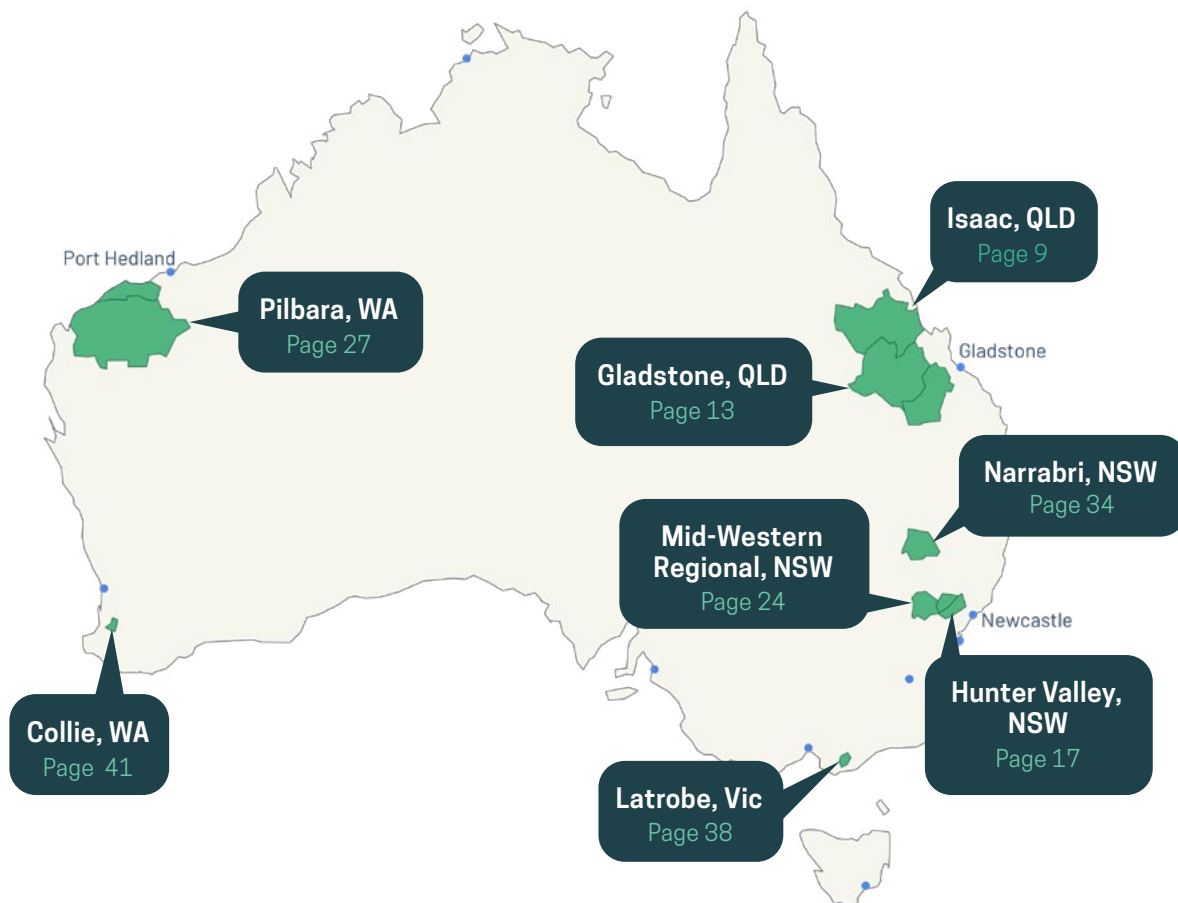 Isaac, QLD
Page 9
Port Hedland
Pilbara, WA
Page 27
Gladstone
Gladstone, QLD
Page 13
Narrabri, NSW
Page 34
Mid-Western
Regional, NSW
Page 24
Newcastle
Hunter Valley,
NSW
Page 17
Collie, WA
Page 41
Latrobe, Vic
Page 38